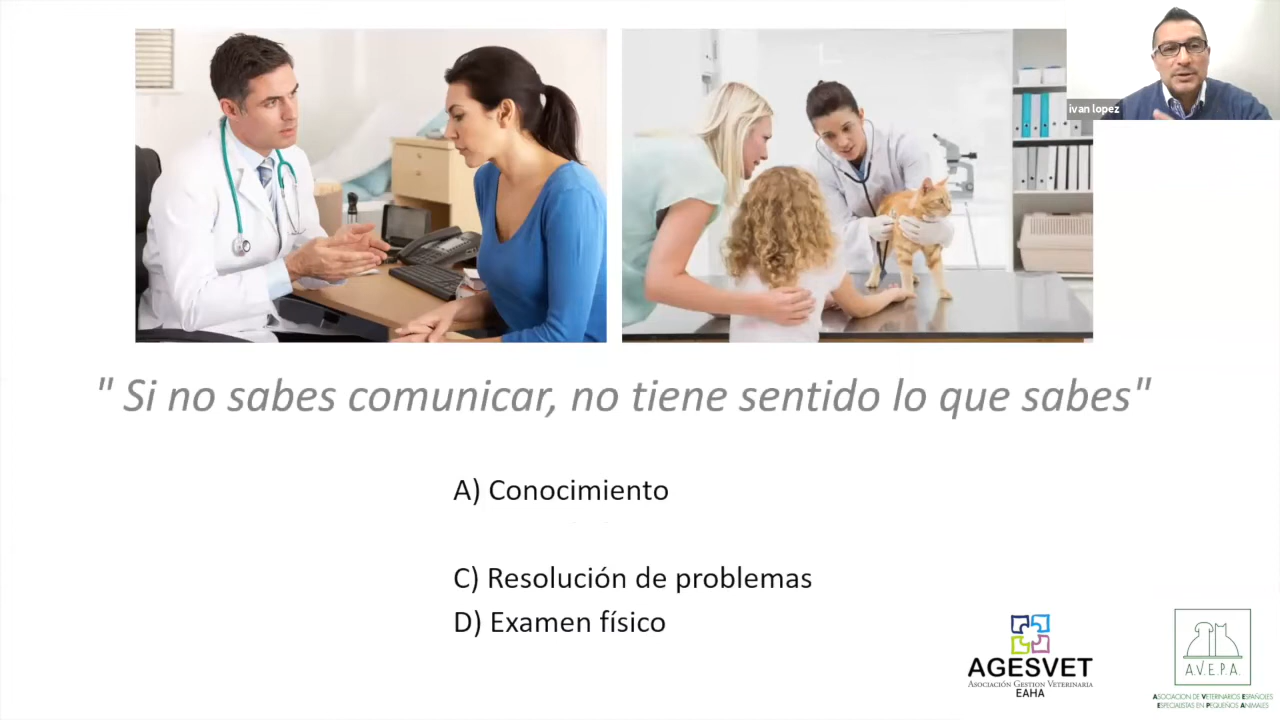 ivan lopez
" Si no sabes comunicar, no tiene sentido lo que sabes"
A) Conocimiento
C) Resolución de problemas
D) Examen físico
AGESVET
ASOCIACIÓN GESTIÓN VETERINARIA
EAHA
A.V.E.P.A.
ASOCIACION DE VETERINARIOS ESPAÑOLES
ESPECIALISTAS EN PEQUEÑOS ANIMALES